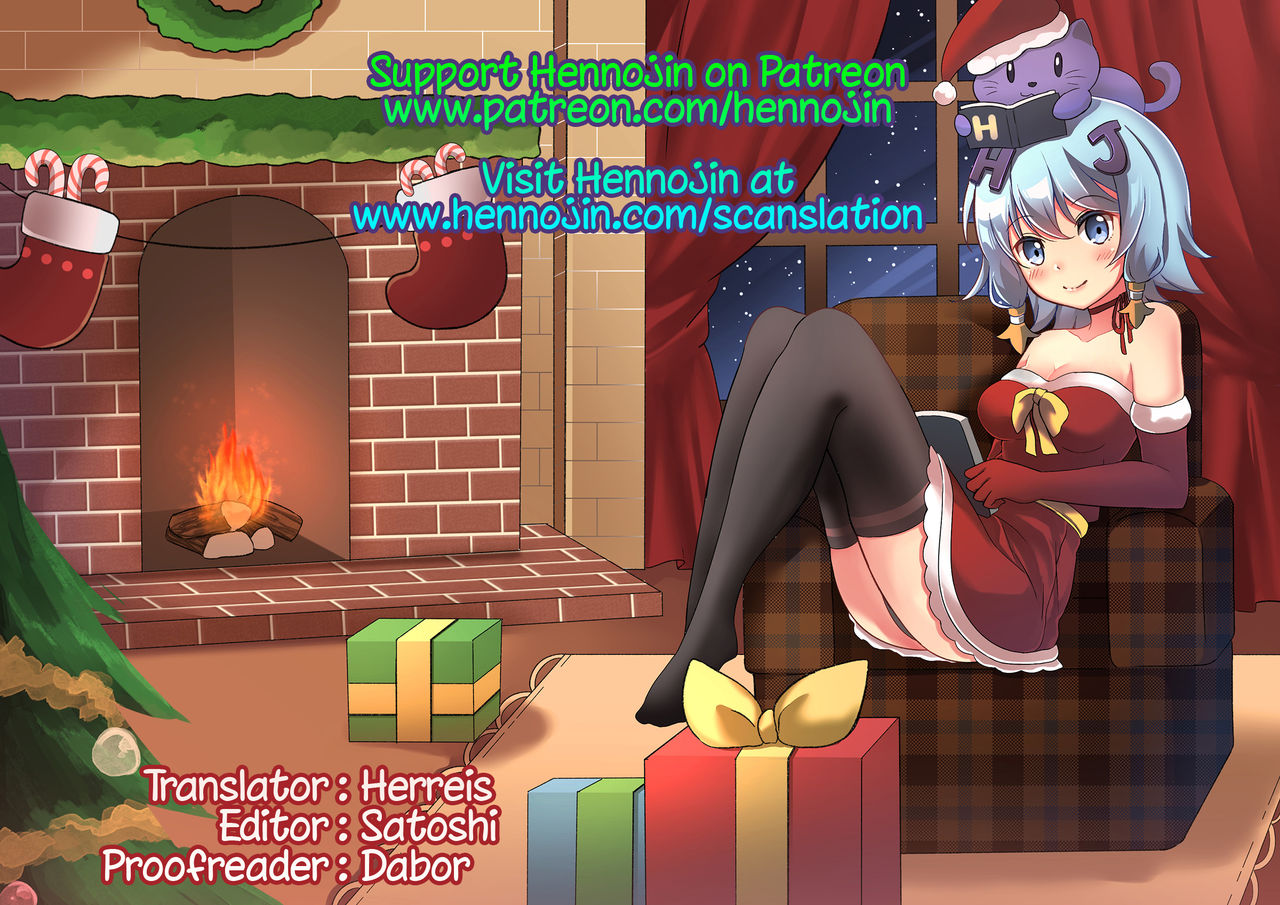 Support Hennojin on Patreon
www.patreon.com/hennojin
Visit Hennojin at
www.hennojin.com/scanslation
H
H J
Translator : Herreis
Editor : Satoshi
Proofreader : Dabor